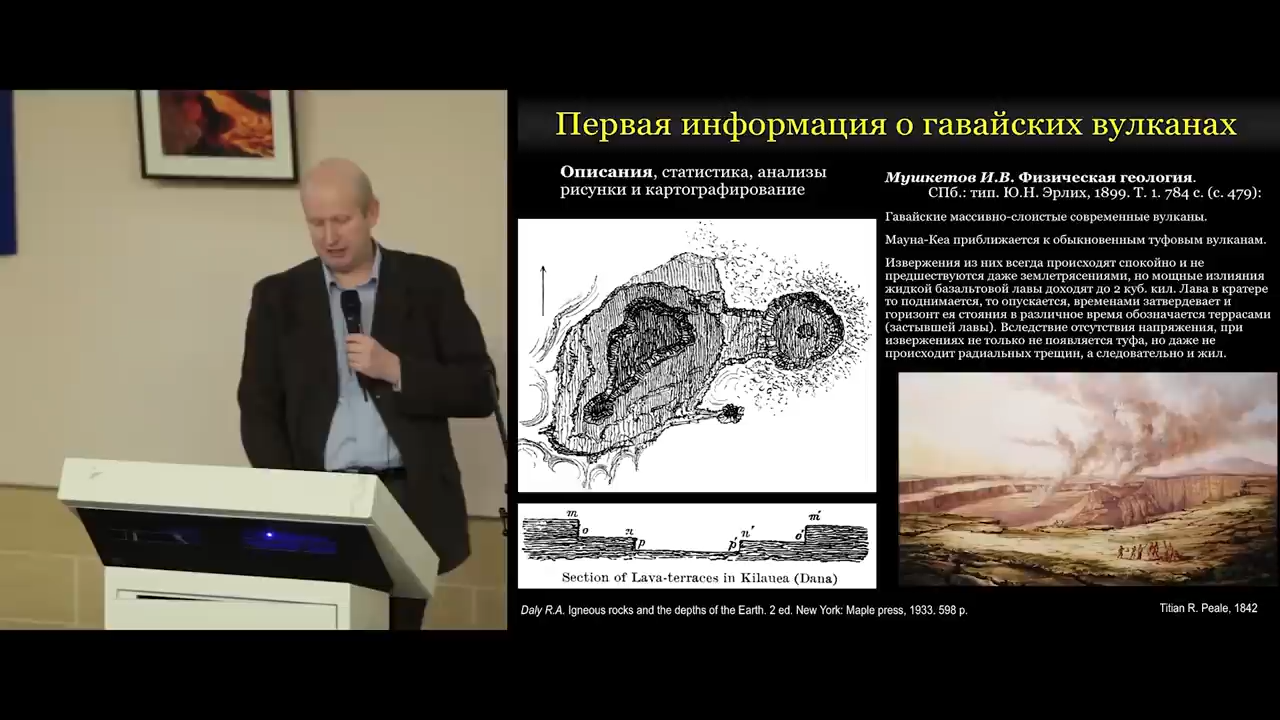 Первая информация о гавайских вулканах
Описания, статистика, анализы
рисунки и картографирование
Мушкетов И.В. Физическая геология.
СПб.: тип. Ю.Н. Эрлих, 1899. Т. 1. 784 с. (с. 479):
Гавайские массивно-слоистые современные вулканы.
Мауна-Кеа приближается к обыкновенным туфовым вулканам.
Извержения из них всегда происходят спокойно и не
предшествуются даже землетрясениями, но мощные излияния
жидкой базальтовой лавы доходят до 2 куб. кил. Лава в кратере
то поднимается, то опускается, временами затвердевает и
горизонт ея стояния в различное время обозначается террасами
(застывшей лавы). Вследствие отсутствия напряжения, при
извержениях не только не появляется туфа, но даже не
происходит радиальных трещин, а следовательно и жил.
m o n p p' n' o' m'
Section of Lava-terraces in Kilauea (Dana)
Daly R.A. Igneous rocks and the depths of the Earth. 2 ed. New York: Maple press, 1933. 598 p.
Titian R. Peale, 1842